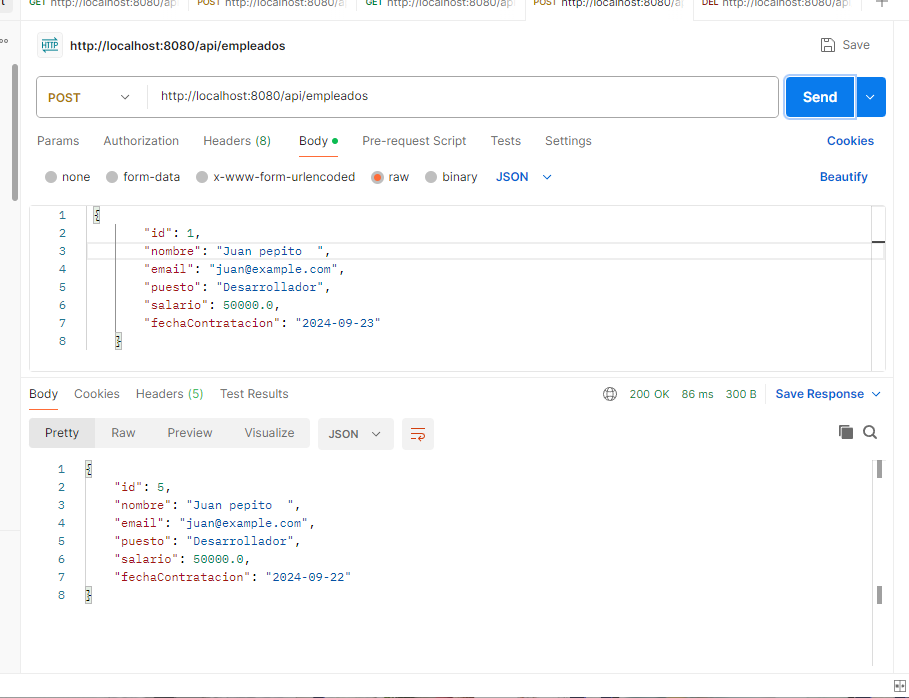 GET http://localhost:8080/api POST http://localhost:8080/a GET http://localhost:8080/api POST http://localhost:8080/a DEL http://localhost:8080/api
HTTP http://localhost:8080/api/empleados Save
POST http://localhost:8080/api/empleados Send
Params Authorization Headers (8) Body Pre-request Script Tests Settings Cookies
none form-data x-www-form-urlencoded raw binary JSON Beautify
1 {
2 "id": 1,
3 "nombre": "Juan pepito  ",
4 "email": "juan@example.com",
5 "puesto": "Desarrollador",
6 "salario": 50000.0,
7 "fechaContratacion": "2024-09-23"
8 }
Body Cookies Headers (5) Test Results 200 OK 86 ms 300 B Save Response
Pretty Raw Preview Visualize JSON
1 {
2 "id": 5,
3 "nombre": "Juan pepito  ",
4 "email": "juan@example.com",
5 "puesto": "Desarrollador",
6 "salario": 50000.0,
7 "fechaContratacion": "2024-09-22"
8 }